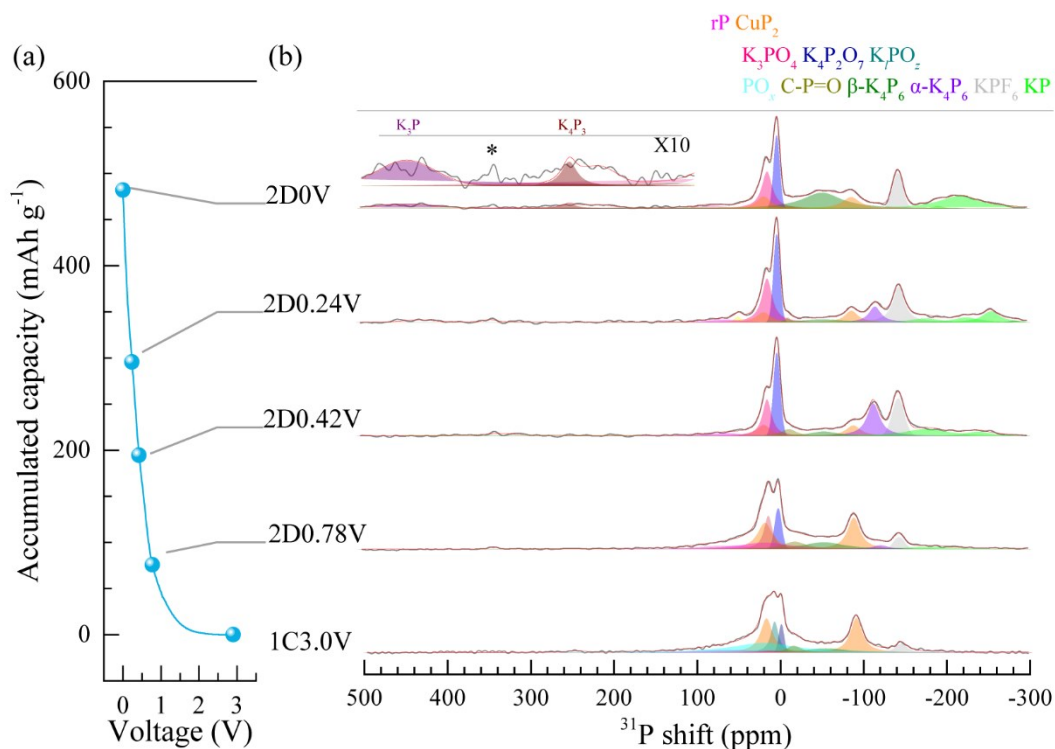 (a)
(b)
rP CuP₂
K₃PO₄ K₄P₂O₇ KₗPO_z
POₓ C-P=O β-K₄P₆ α-K₄P₆ KPF₆ KP
K₃P
K₄P₃
*
X10
600
400
200
0
Accumulated capacity (mAh g⁻¹)
0 1 2 3
Voltage (V)
2D0V
2D0.24V
2D0.42V
2D0.78V
1C3.0V
500 400 300 200 100 0 -100 -200 -300
³¹P shift (ppm)